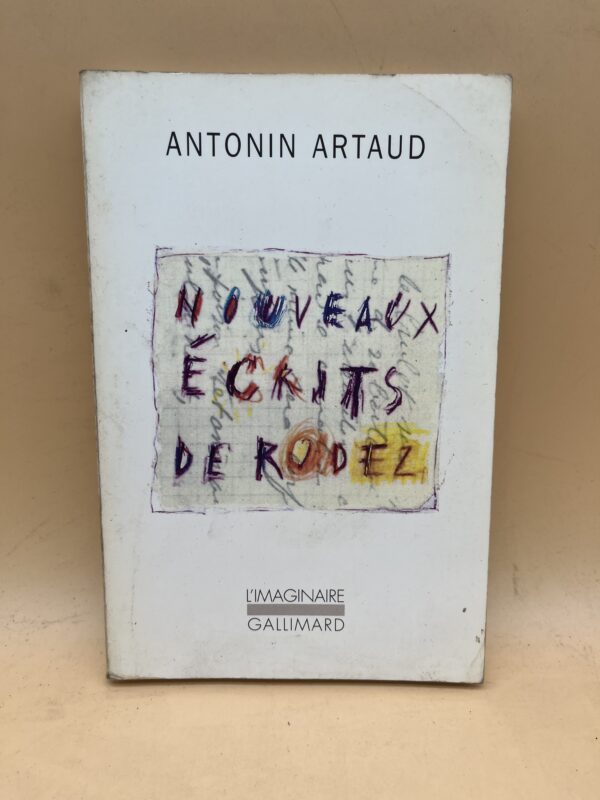 ANTONIN ARTAUD
NOUVEAUX
ÉCRITS
DE RODEZ
L'IMAGINAIRE
GALLIMARD